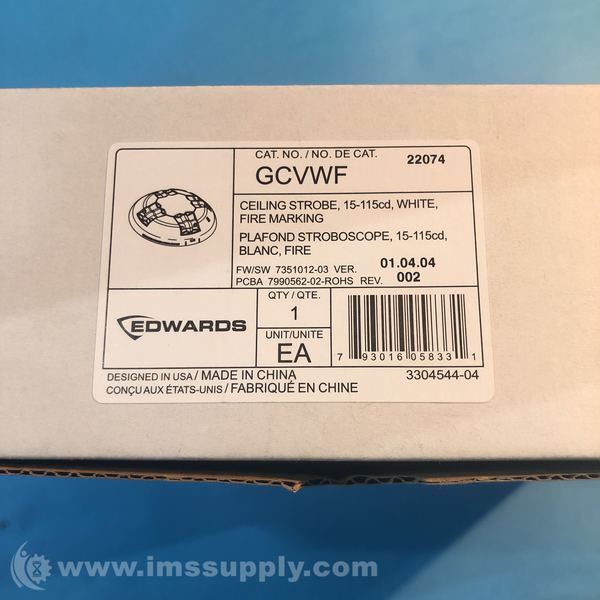 CAT. NO. / NO. DE CAT. 22074
GCVWF
CEILING STROBE, 15-115cd, WHITE,
FIRE MARKING
PLAFOND STROBOSCOPE, 15-115cd,
BLANC, FIRE
FW/SW 7351012-03 VER. 01.04.04
PCBA 7990562-02-ROHS REV. 002
EDWARDS
QTY / QTE.
1
UNIT/UNITE
EA
7 93016 05833 1
DESIGNED IN USA / MADE IN CHINA
CONÇU AUX ÉTATS-UNIS / FABRIQUÉ EN CHINE
3304544-04
www.imssupply.com